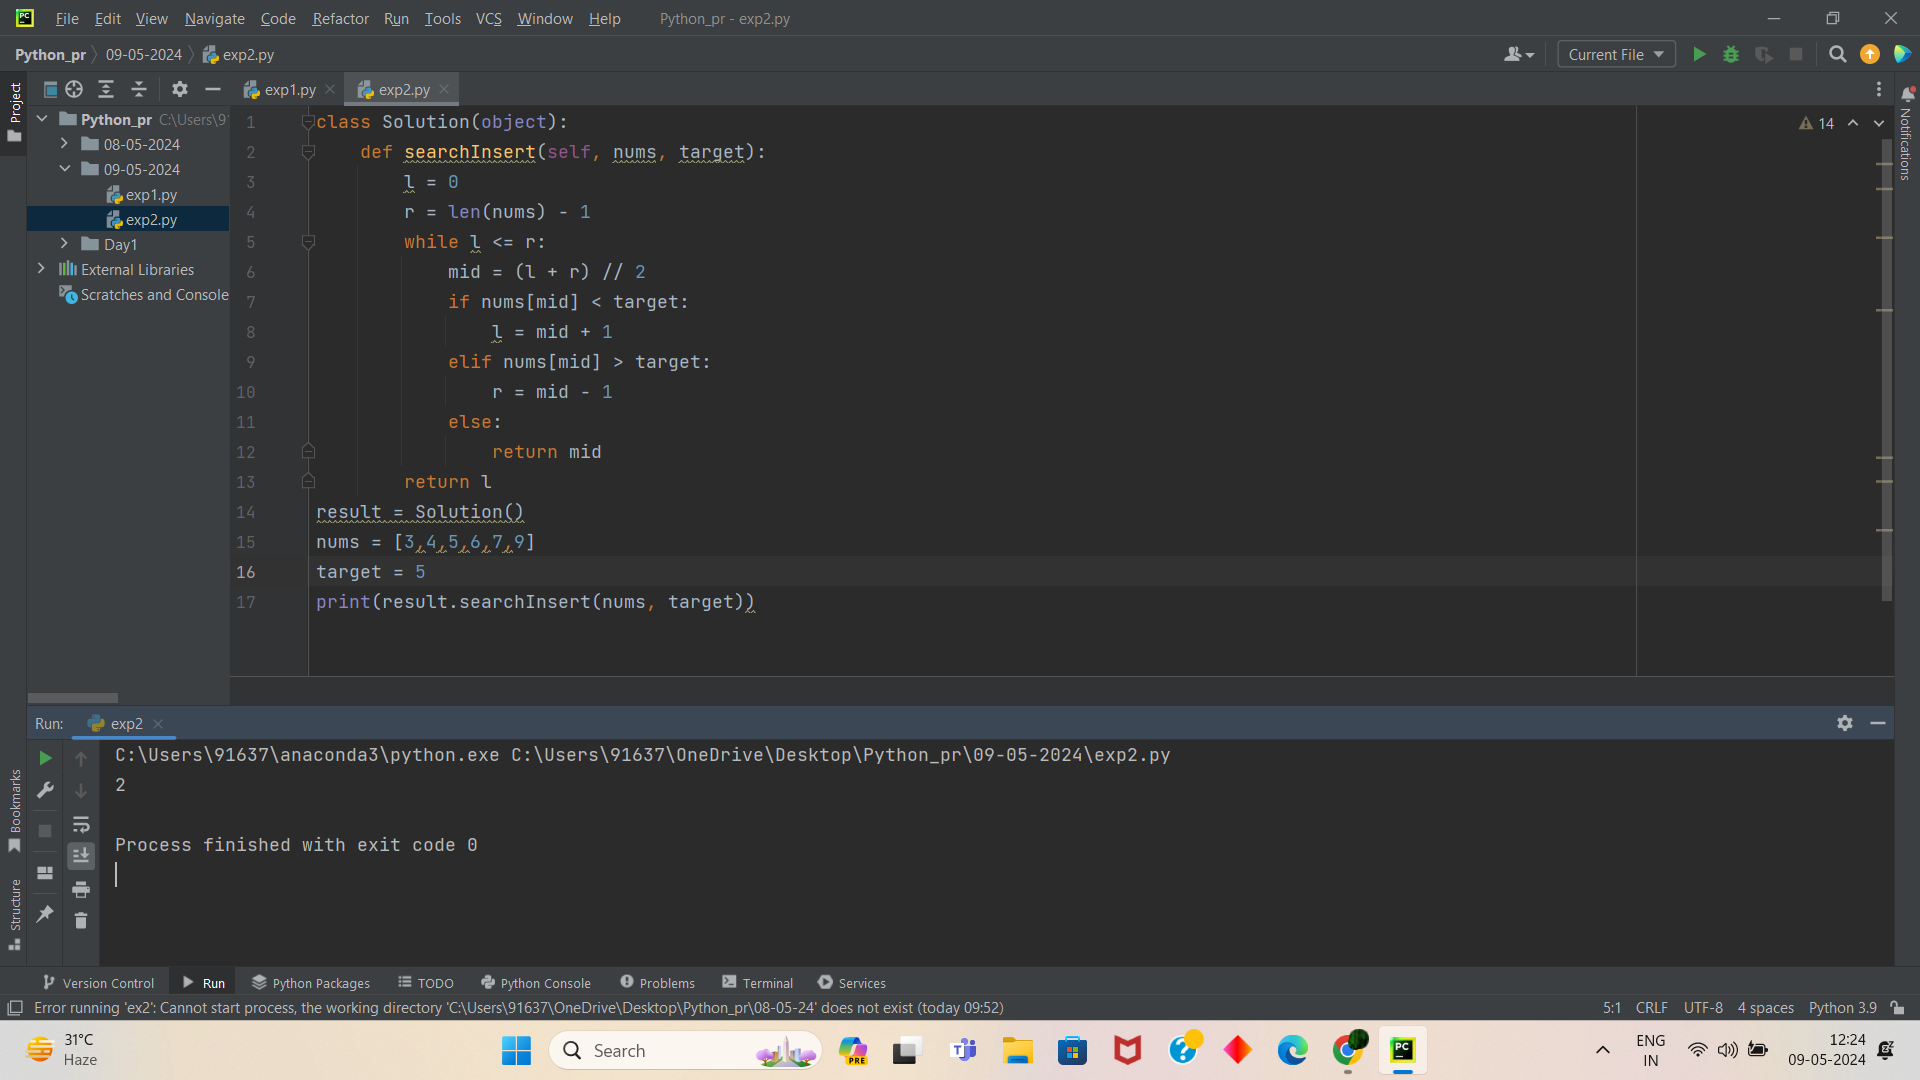 File Edit View Navigate Code Refactor Run Tools VCS Window Help Python_pr - exp2.py
Python_pr 09-05-2024 exp2.py Current File
exp1.py exp2.py
Project
Python_pr C:\Users\9
08-05-2024
09-05-2024
exp1.py
exp2.py
Day1
External Libraries
Scratches and Console
14
Notifications
1 class Solution(object):
2 def searchInsert(self, nums, target):
3 l = 0
4 r = len(nums) - 1
5 while l <= r:
6 mid = (l + r) // 2
7 if nums[mid] < target:
8 l = mid + 1
9 elif nums[mid] > target:
10 r = mid - 1
11 else:
12 return mid
13 return l
14 result = Solution()
15 nums = [3,4,5,6,7,9]
16 target = 5
17 print(result.searchInsert(nums, target))
Run: exp2
C:\Users\91637\anaconda3\python.exe C:\Users\91637\OneDrive\Desktop\Python_pr\09-05-2024\exp2.py
2
Process finished with exit code 0
Bookmarks
Structure
Version Control Run Python Packages TODO Python Console Problems Terminal Services
Error running 'ex2': Cannot start process, the working directory 'C:\Users\91637\OneDrive\Desktop\Python_pr\08-05-24' does not exist (today 09:52) 5:1 CRLF UTF-8 4 spaces Python 3.9
31°C
Haze
Search
PRE
PC
ENG
IN
12:24
09-05-2024